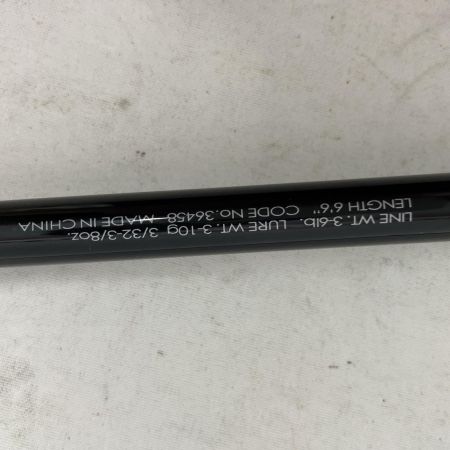 LINE WT. 3-6lb. LURE WT. 3-10g 3/32-3/8oz.
LENGTH 6'6'' CODE No.36458 MADE IN CHINA